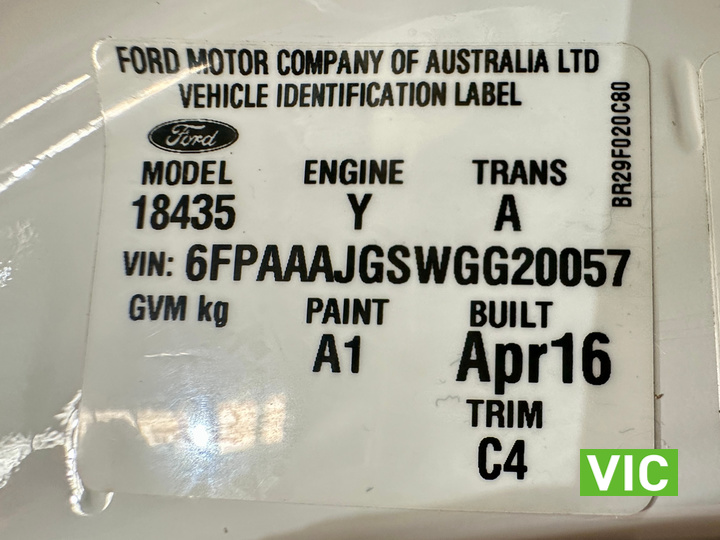 FORD MOTOR COMPANY OF AUSTRALIA LTD
VEHICLE IDENTIFICATION LABEL
BR29F020C80
Ford
MODEL ENGINE TRANS
18435 Y A
VIN: 6FPAAAJGSWGG20057
GVM kg PAINT BUILT
A1 Apr16
TRIM
C4
VIC